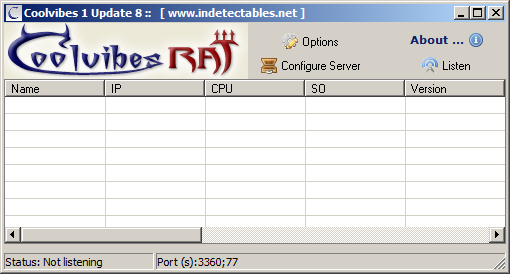 Coolvibes 1 Update 8 :: [ www.indetectables.net ]
Coolvibes RAT
Options
About ...
Configure Server
Listen
Name IP CPU SO Version
Status: Not listening Port (s):3360;77